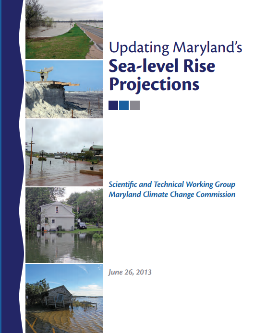 Updating Maryland's
Sea-level Rise
Projections
Scientific and Technical Working Group
Maryland Climate Change Commission
June 26, 2013